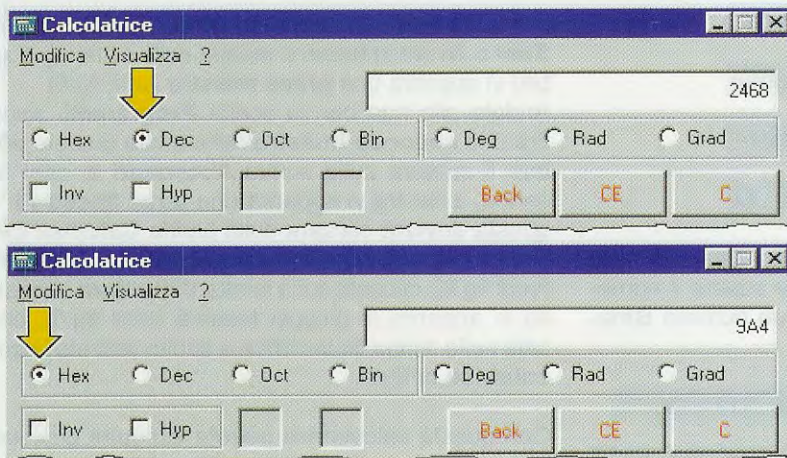 Calcolatrice
Modifica Visualizza ?
2468
Hex Dec Oct Bin Deg Rad Grad
Inv Hyp Back CE C
Calcolatrice
Modifica Visualizza ?
9A4
Hex Dec Oct Bin Deg Rad Grad
Inv Hyp Back CE C